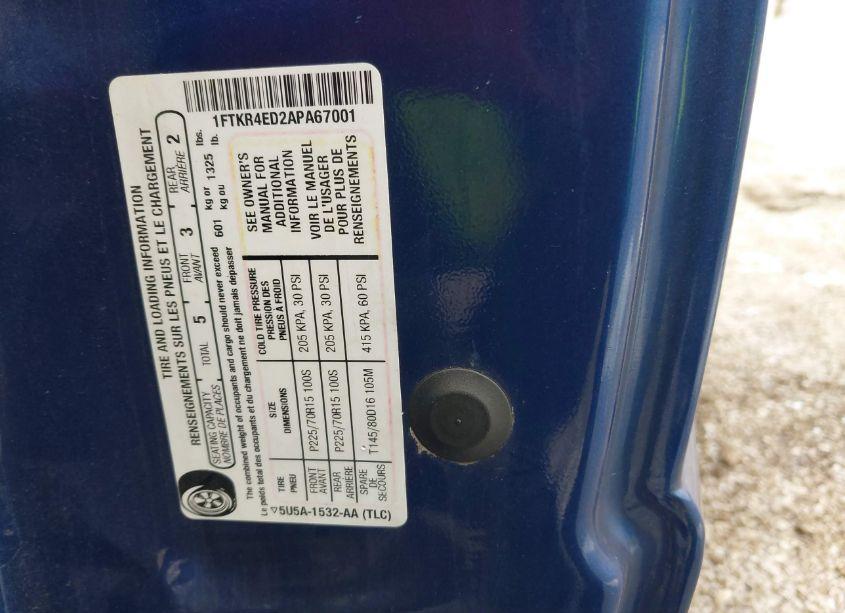 1FTKR4ED2APA67001
TIRE AND LOADING INFORMATION
RENSEIGNEMENTS SUR LES PNEUS ET LE CHARGEMENT
SEATING CAPACITY
NOMBRE DE PLACES
TOTAL 5 FRONT AVANT 3 REAR ARRIÈRE 2
The combined weight of occupants and cargo should never exceed 601 kg or 1325 lbs.
Le poids total des occupants et du chargement ne doit jamais dépasser kg ou lb.
TIRE PNEU SIZE DIMENSIONS COLD TIRE PRESSURE PRESSION DES PNEUS À FROID
FRONT AVANT P225/70R15 100S 205 KPA, 30 PSI
REAR ARRIÈRE P225/70R15 100S 205 KPA, 30 PSI
SPARE DE SECOURS T145/80D16 105M 415 KPA, 60 PSI
SEE OWNER'S
MANUAL FOR
ADDITIONAL
INFORMATION
VOIR LE MANUEL
DE L'USAGER
POUR PLUS DE
RENSEIGNEMENTS
5U5A-1532-AA (TLC)